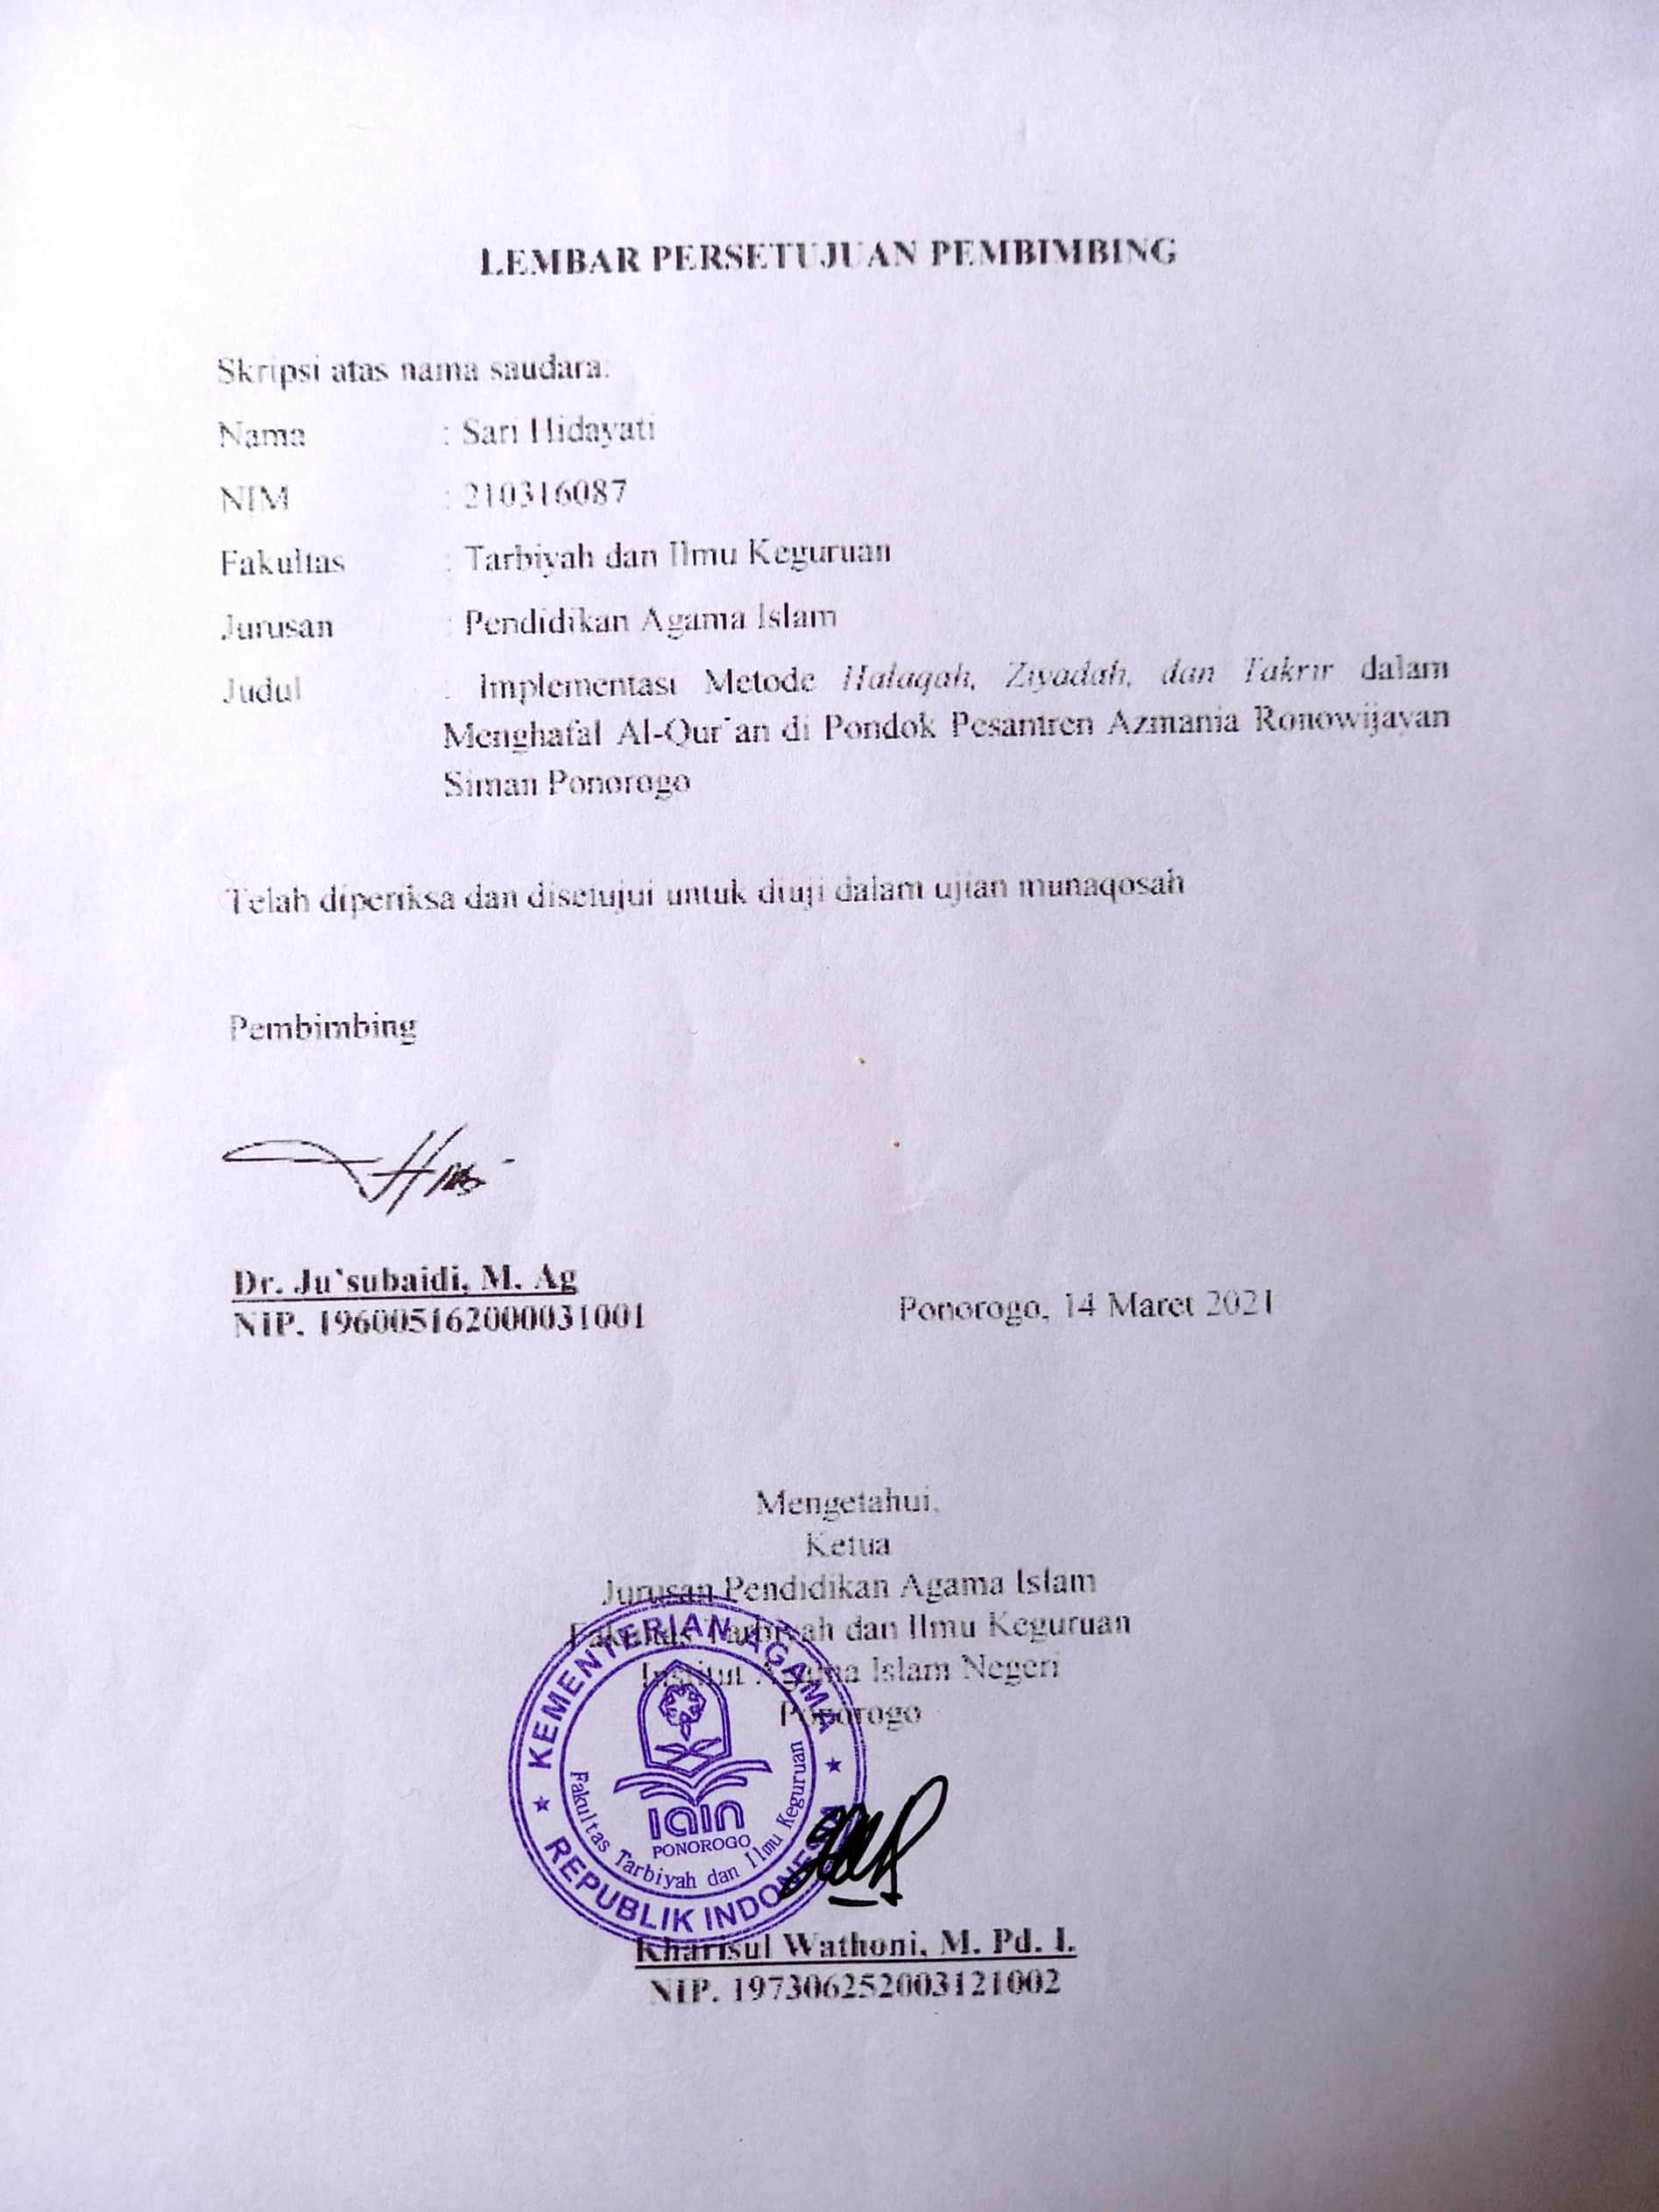 LEMBAR PERSETUJUAN PEMBIMBING
Skripsi atas nama saudara:
Nama : Sari Hidayati
NIM : 210316087
Fakultas : Tarbiyah dan Ilmu Keguruan
Jurusan : Pendidikan Agama Islam
Judul : Implementasi Metode Halaqah, Ziyadah, dan Takrir dalam
Menghafal Al-Qur'an di Pondok Pesantren Azmania Ronowijayan
Siman Ponorogo
Telah diperiksa dan disetujui untuk diuji dalam ujian munaqosah
Pembimbing
Dr. Ju'subaidi, M. Ag
NIP. 196005162000031001
Ponorogo, 14 Maret 2021
Mengetahui,
Ketua
Jurusan Pendidikan Agama Islam
Fakultas Tarbiyah dan Ilmu Keguruan
Institut Agama Islam Negeri
Ponorogo
KEMENTERIAN AGAMA
REPUBLIK INDONESIA
Fakultas Tarbiyah dan Ilmu Keguruan
iain
PONOROGO
Kharisul Wathoni, M. Pd. I.
NIP. 197306252003121002